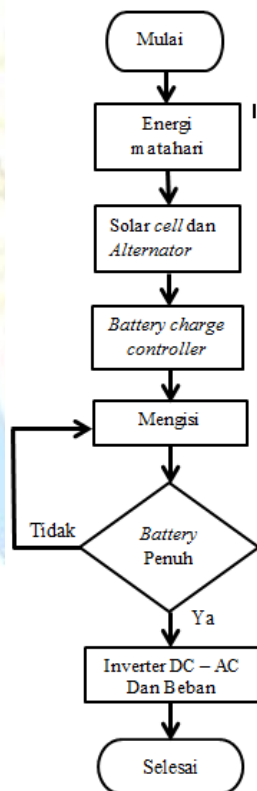 Mulai
Energi
matahari
Solar cell dan
Alternator
Battery charge
controller
Mengisi
Tidak
Battery
Penuh
Ya
Inverter DC – AC
Dan Beban
Selesai